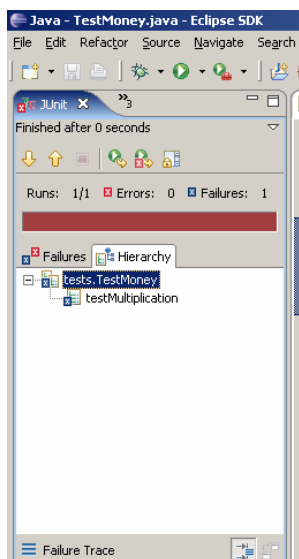 Java - TestMoney.java - Eclipse SDK
File Edit Refactor Source Navigate Search
JUnit 3
Finished after 0 seconds
Runs: 1/1 Errors: 0 Failures: 1
Failures Hierarchy
tests.TestMoney
testMultiplication
Failure Trace